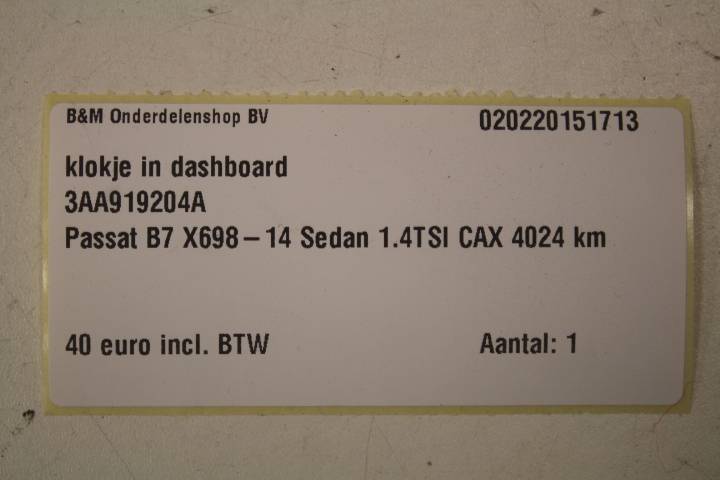 B&M Onderdelenshop BV 020220151713
klokje in dashboard
3AA919204A
Passat B7 X698-14 Sedan 1.4TSI CAX 4024 km
40 euro incl. BTW Aantal: 1